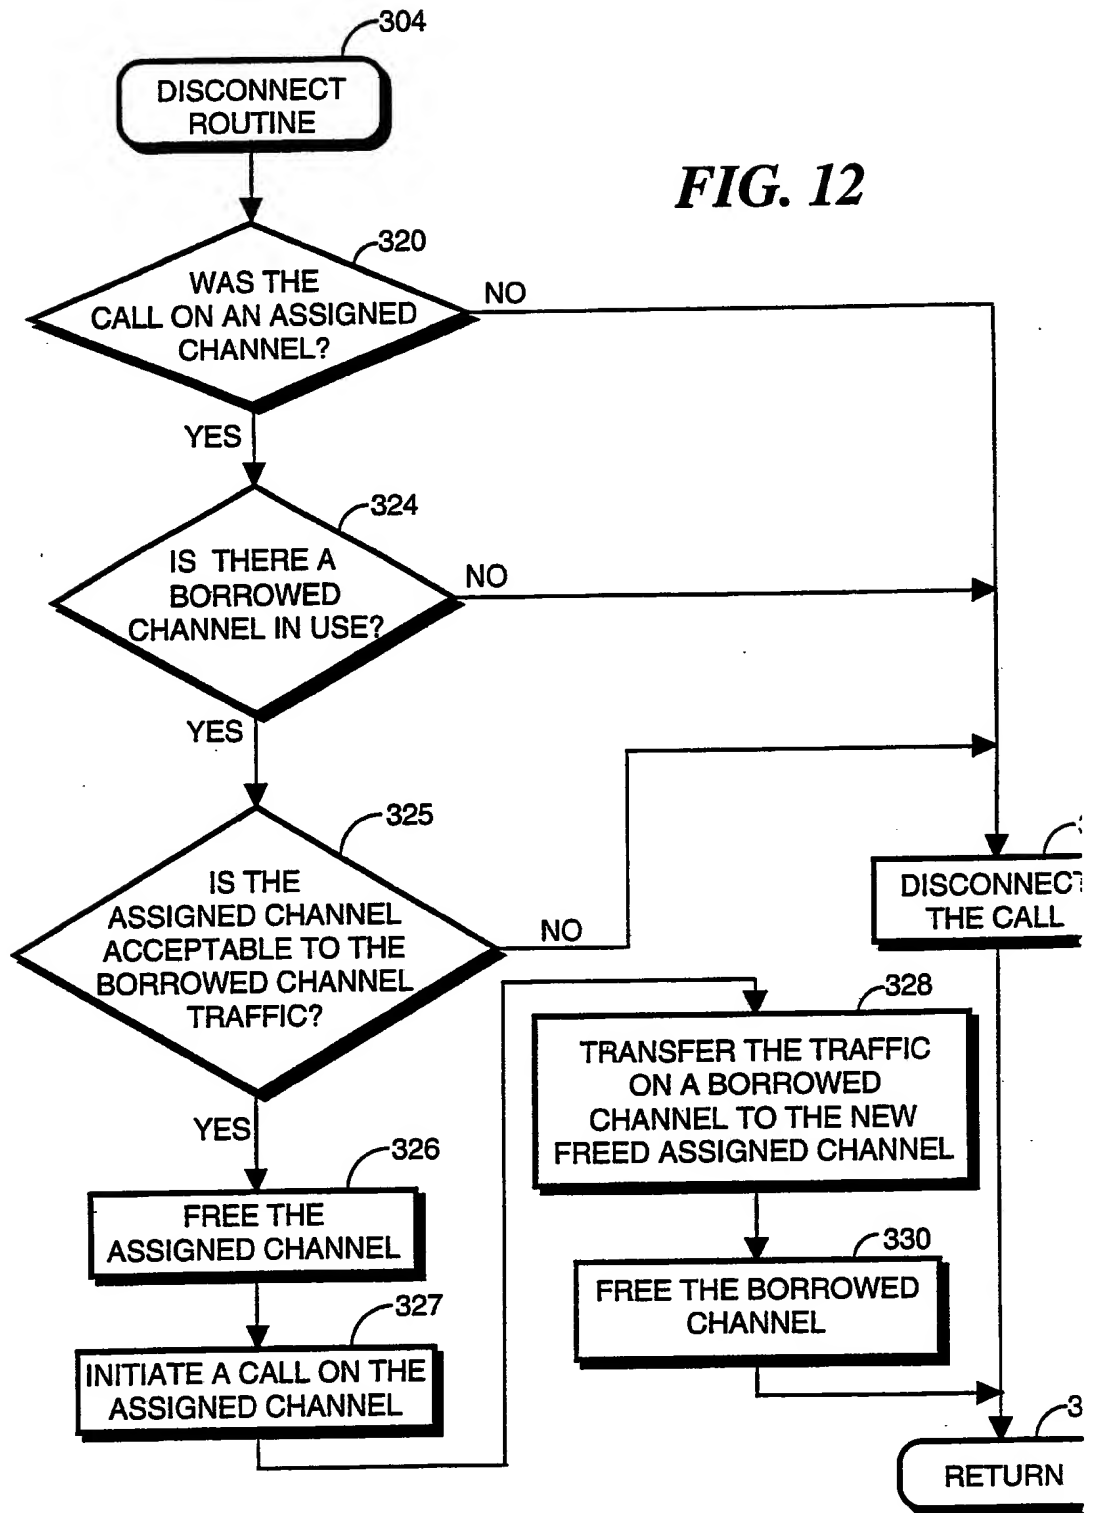 304
DISCONNECT
ROUTINE
FIG. 12
320
WAS THE
CALL ON AN ASSIGNED
CHANNEL?
NO
YES
324
IS THERE A
BORROWED
CHANNEL IN USE?
NO
YES
325
IS THE
ASSIGNED CHANNEL
ACCEPTABLE TO THE
BORROWED CHANNEL
TRAFFIC?
NO
YES
326
FREE THE
ASSIGNED CHANNEL
327
INITIATE A CALL ON THE
ASSIGNED CHANNEL
328
TRANSFER THE TRAFFIC
ON A BORROWED
CHANNEL TO THE NEW
FREED ASSIGNED CHANNEL
330
FREE THE BORROWED
CHANNEL
DISCONNECT
THE CALL
3
RETURN